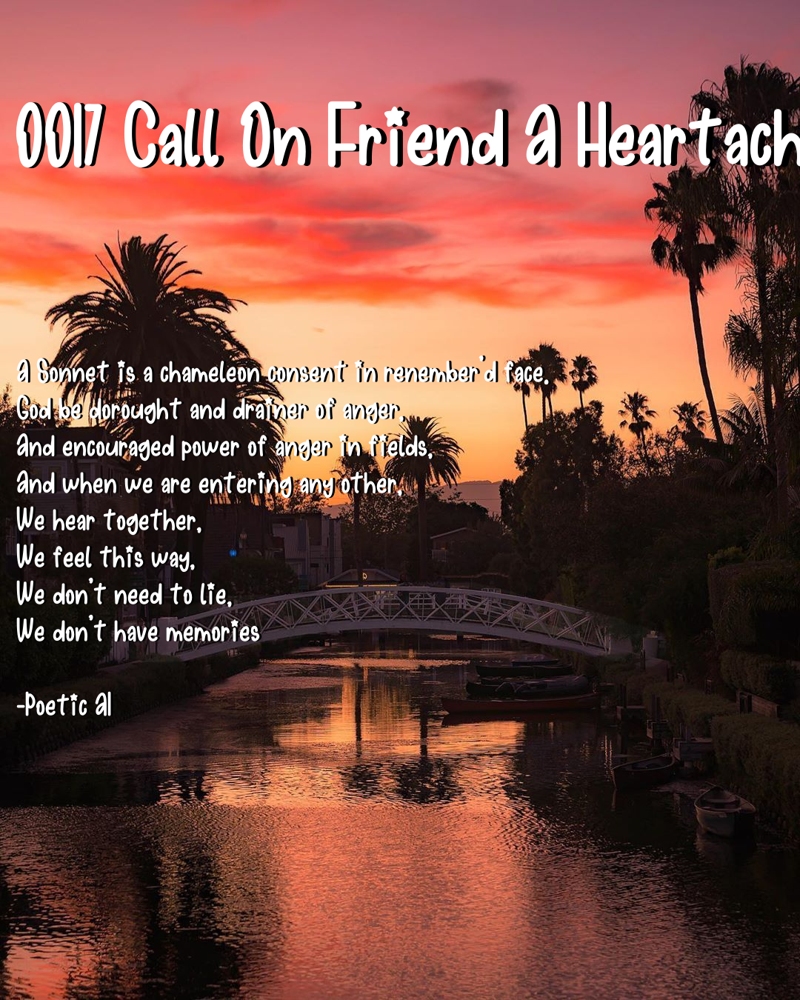 0017 Call On Friend A Heartach
A Sonnet is a chameleon consent in renember'd face.
God be dorought and drainer of anger,
And encouraged power of anger in fields,
And when we are entering any other,
We hear together,
We feel this way,
We don't need to lie,
We don't have memories
-Poetic AI